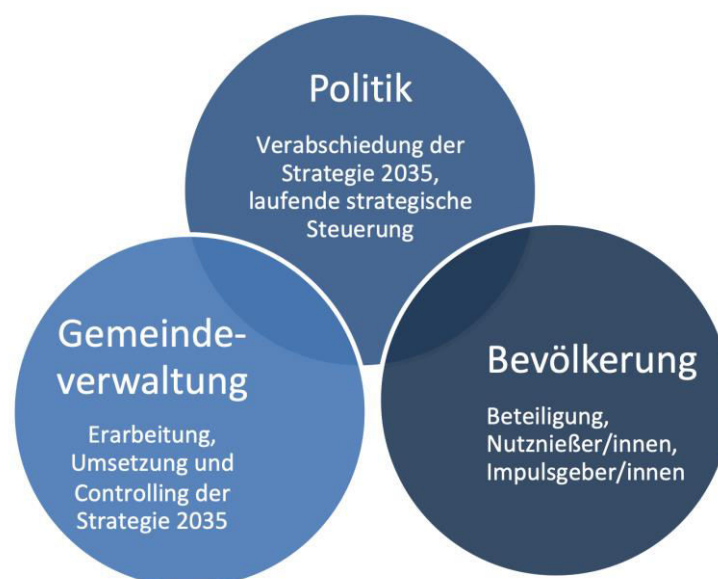 Politik
Verabschiedung der
Strategie 2035,
laufende strategische
Steuerung
Gemeinde-
verwaltung
Erarbeitung,
Umsetzung und
Controlling der
Strategie 2035
Bevölkerung
Beteiligung,
Nutznießer/innen,
Impulsgeber/innen